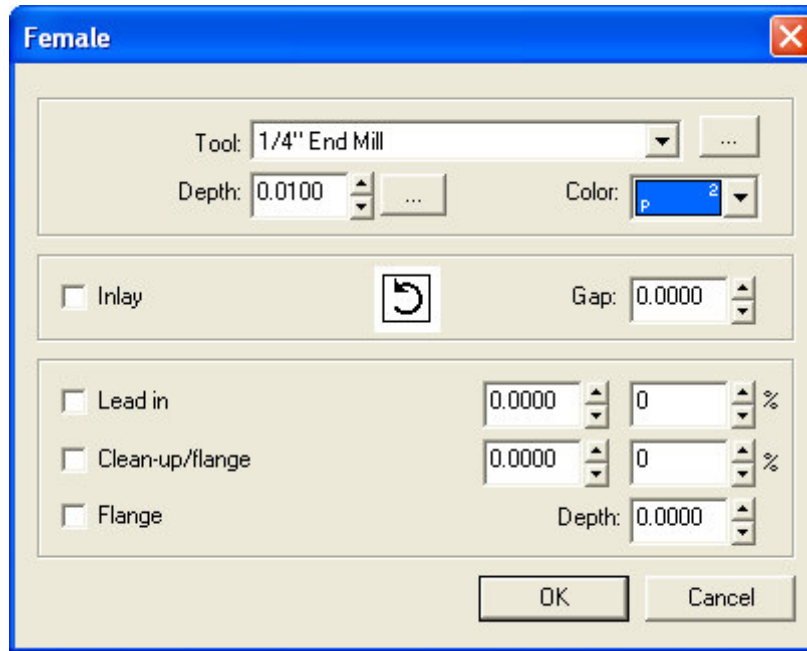 Female
Tool: 1/4" End Mill ...
Depth: 0.0100 ... Color: p 2
Inlay Gap: 0.0000
Lead in 0.0000 0 %
Clean-up/flange 0.0000 0 %
Flange Depth: 0.0000
OK Cancel